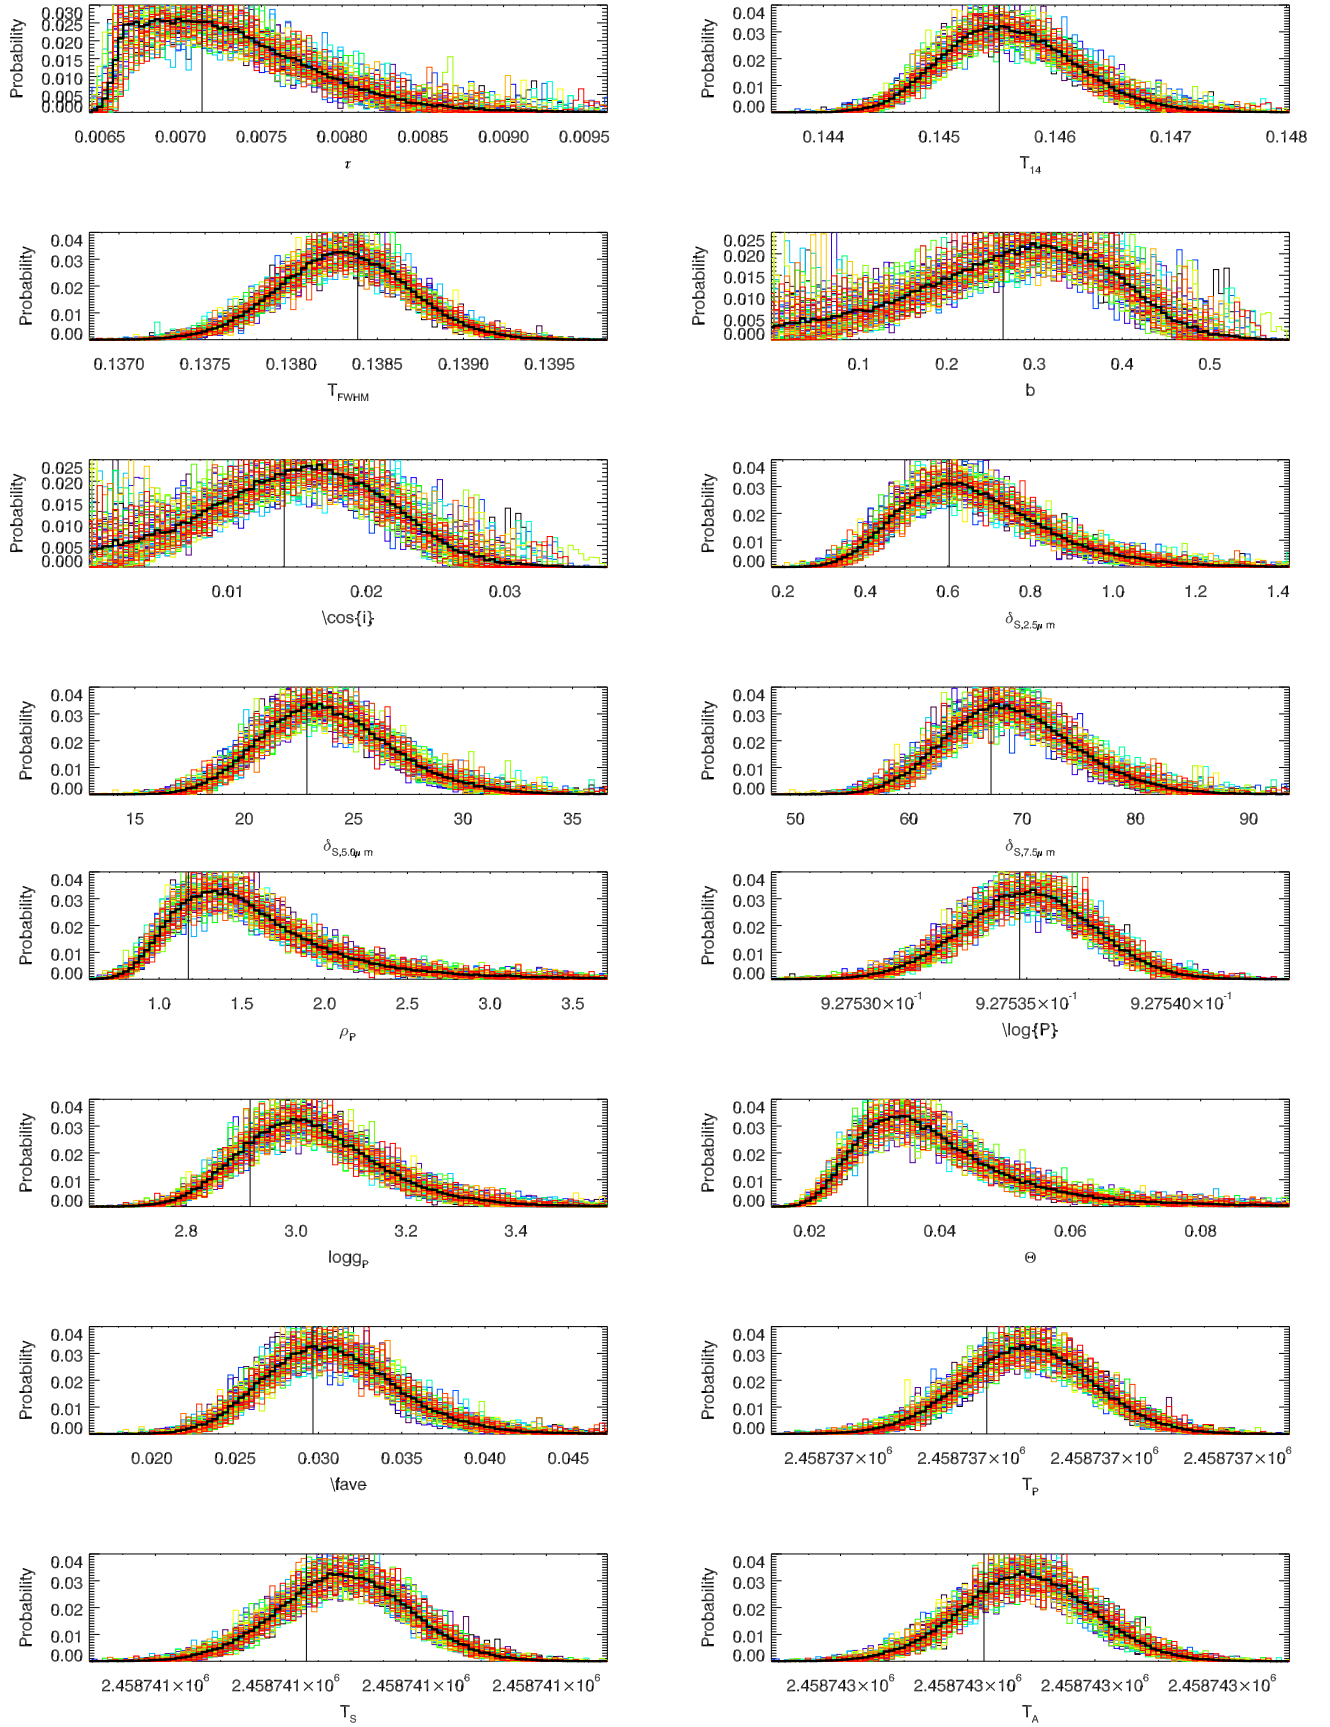 Probability
0.030
0.025
0.020
0.015
0.010
0.005
0.000
0.0065 0.0070 0.0075 0.0080 0.0085 0.0090 0.0095
τ
Probability
0.04
0.03
0.02
0.01
0.00
0.144 0.145 0.146 0.147 0.148
T14
Probability
0.04
0.03
0.02
0.01
0.00
0.1370 0.1375 0.1380 0.1385 0.1390 0.1395
TFWHM
Probability
0.025
0.020
0.015
0.010
0.005
0.000
0.1 0.2 0.3 0.4 0.5
b
Probability
0.025
0.020
0.015
0.010
0.005
0.000
0.01 0.02 0.03
\cos{i}
Probability
0.04
0.03
0.02
0.01
0.00
0.2 0.4 0.6 0.8 1.0 1.2 1.4
δS,2.5μ m
Probability
0.04
0.03
0.02
0.01
0.00
15 20 25 30 35
δS,5.0μ m
Probability
0.04
0.03
0.02
0.01
0.00
50 60 70 80 90
δS,7.5μ m
Probability
0.04
0.03
0.02
0.01
0.00
1.0 1.5 2.0 2.5 3.0 3.5
ρP
Probability
0.04
0.03
0.02
0.01
0.00
9.27530×10-1 9.27535×10-1 9.27540×10-1
\log{P}
Probability
0.04
0.03
0.02
0.01
0.00
2.8 3.0 3.2 3.4
loggP
Probability
0.04
0.03
0.02
0.01
0.00
0.02 0.04 0.06 0.08
Θ
Probability
0.04
0.03
0.02
0.01
0.00
0.020 0.025 0.030 0.035 0.040 0.045
\fave
Probability
0.04
0.03
0.02
0.01
0.00
2.458737×106 2.458737×106 2.458737×106 2.458737×106
TP
Probability
0.04
0.03
0.02
0.01
0.00
2.458741×106 2.458741×106 2.458741×106 2.458741×106
TS
Probability
0.04
0.03
0.02
0.01
0.00
2.458743×106 2.458743×106 2.458743×106 2.458743×106
TA